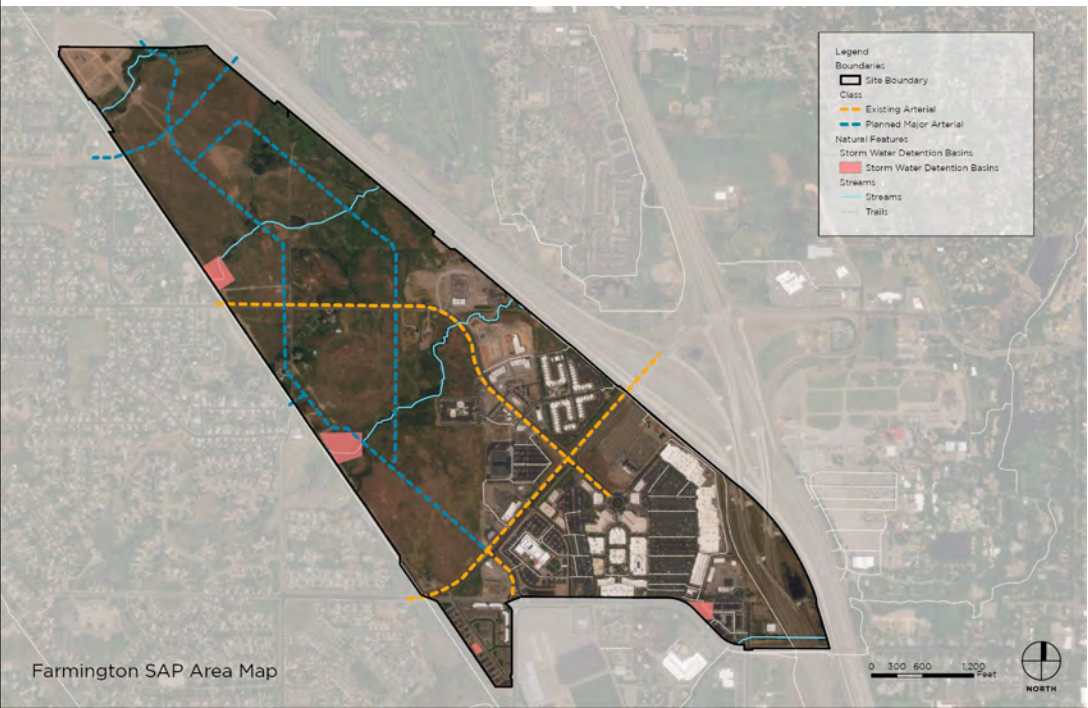 Legend
Boundaries
Site Boundary
Class
Existing Arterial
Planned Major Arterial
Natural Features
Storm Water Detention Basins
Storm Water Detention Basins
Streams
Streams
Trails
Farmington SAP Area Map
0 300 600 1,200
Feet
NORTH